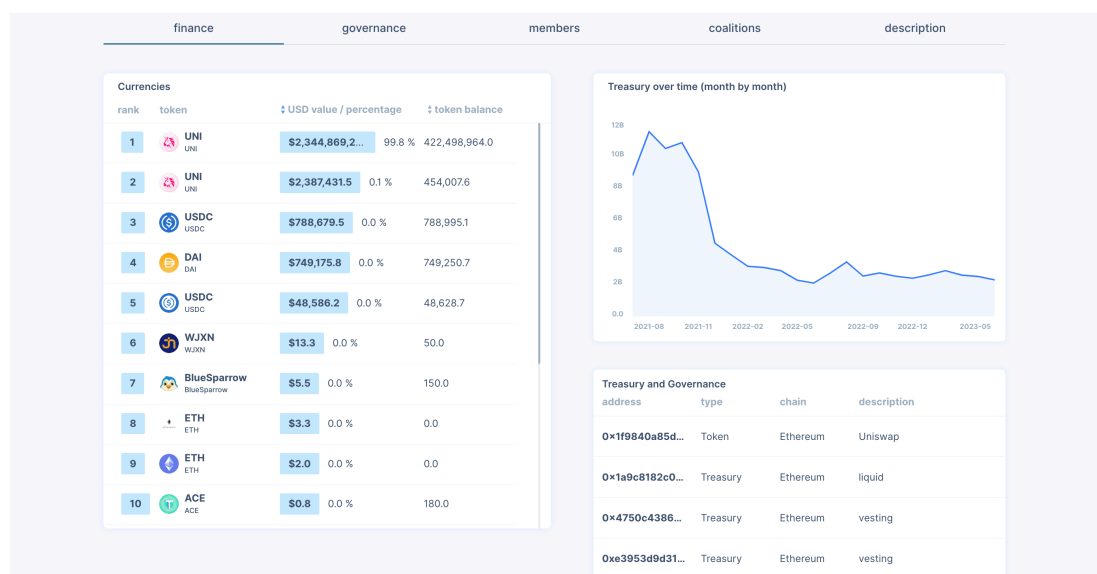 finance governance members coalitions description
Currencies
rank token USD value / percentage token balance
1 UNI $2,344,869,2... 99.8 % 422,498,964.0
UNI
2 UNI $2,387,431.5 0.1 % 454,007.6
UNI
3 USDC $788,679.5 0.0 % 788,995.1
USDC
4 DAI $749,175.8 0.0 % 749,250.7
DAI
5 USDC $48,586.2 0.0 % 48,628.7
USDC
6 WJXN $13.3 0.0 % 50.0
WJXN
7 BlueSparrow $5.5 0.0 % 150.0
BlueSparrow
8 ETH $3.3 0.0 % 0.0
ETH
9 ETH $2.0 0.0 % 0.0
ETH
10 ACE $0.8 0.0 % 180.0
ACE
Treasury over time (month by month)
12B
10B
8B
6B
4B
2B
0.0
2021-08 2021-11 2022-02 2022-05 2022-09 2022-12 2023-05
Treasury and Governance
address type chain description
0×1f9840a85d... Token Ethereum Uniswap
0×1a9c8182c0... Treasury Ethereum liquid
0×4750c4386... Treasury Ethereum vesting
0xe3953d9d31... Treasury Ethereum vesting